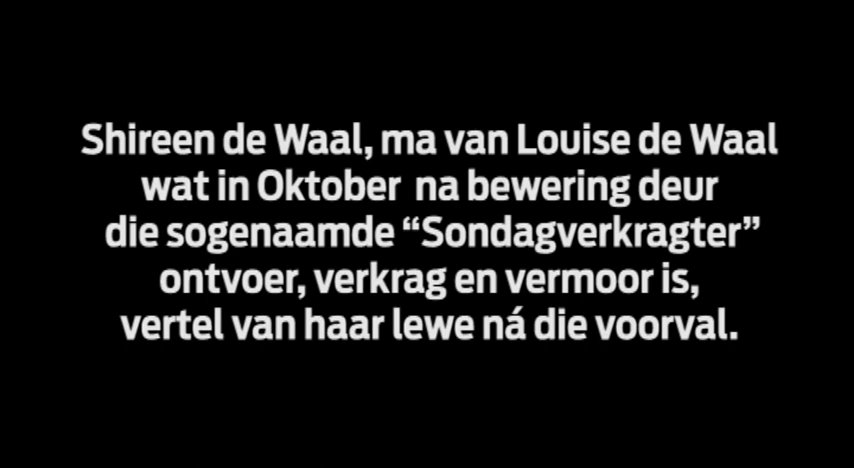 Shireen de Waal, ma van Louise de Waal
wat in Oktober na bewering deur
die sogenaamde “Sondagverkragter”
ontvoer, verkrag en vermoor is,
vertel van haar lewe ná die voorval.